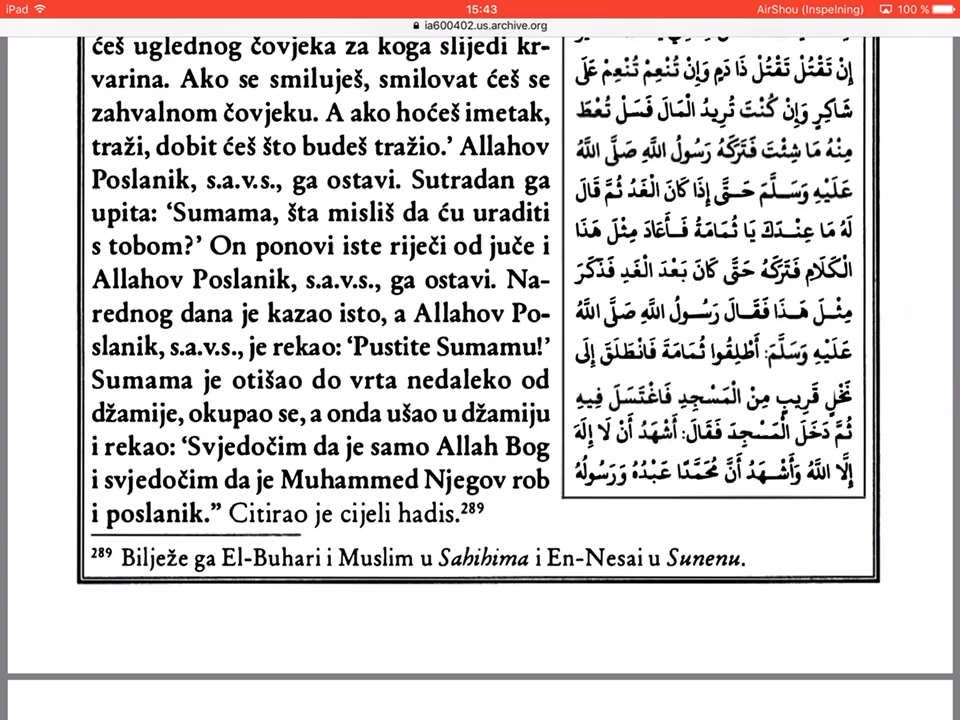 iPad 15:43 AirShou (Inspelning) 100 %
ia600402.us.archive.org
ćeš uglednog čovjeka za koga slijedi kr-
varina. Ako se smiluješ, smilovat ćeš se
zahvalnom čovjeku. A ako hoćeš imetak,
traži, dobit ćeš što budeš tražio.’ Allahov
Poslanik, s.a.v.s., ga ostavi. Sutradan ga
upita: ‘Sumama, šta misliš da ću uraditi
s tobom?’ On ponovi iste riječi od juče i
Allahov Poslanik, s.a.v.s., ga ostavi. Na-
rednog dana je kazao isto, a Allahov Po-
slanik, s.a.v.s., je rekao: ‘Pustite Sumamu!’
Sumama je otišao do vrta nedaleko od
džamije, okupao se, a onda ušao u džamiju
i rekao: ‘Svjedočim da je samo Allah Bog
i svjedočim da je Muhammed Njegov rob
i poslanik.” Citirao je cijeli hadis.289
إِنْ تَقْتُلْ تَقْتُلْ ذَا دَمٍ وَإِنْ تُنْعِمْ تُنْعِمْ عَلَى
شَاكِرٍ وَإِنْ كُنْتَ تُرِيدُ الْمَالَ فَسَلْ تُعْطَ
مِنْهُ مَا شِئْتَ فَتَرَكَهُ رَسُولُ اللَّهِ صَلَّى اللَّهُ
عَلَيْهِ وَسَلَّمَ حَتَّى إِذَا كَانَ الْغَدُ ثُمَّ قَالَ
لَهُ مَا عِنْدَكَ يَا ثُمَامَةُ فَأَعَادَ مِثْلَ هَذَا
الْكَلَامِ فَتَرَكَهُ حَتَّى كَانَ بَعْدَ الْغَدِ فَذَكَرَ
مِثْلَ هَذَا فَقَالَ رَسُولُ اللَّهِ صَلَّى اللَّهُ
عَلَيْهِ وَسَلَّمَ: أَطْلِقُوا ثُمَامَةَ فَانْطَلَقَ إِلَى
نَخْلٍ قَرِيبٍ مِنْ الْمَسْجِدِ فَاغْتَسَلَ فِيهِ
ثُمَّ دَخَلَ الْمَسْجِدَ فَقَالَ: أَشْهَدُ أَنْ لَا إِلَهَ
إِلَّا اللَّهُ وَأَشْهَدُ أَنَّ مُحَمَّدًا عَبْدُهُ وَرَسُولُهُ
289 Bilježe ga El-Buhari i Muslim u Sahihima i En-Nesai u Sunenu.